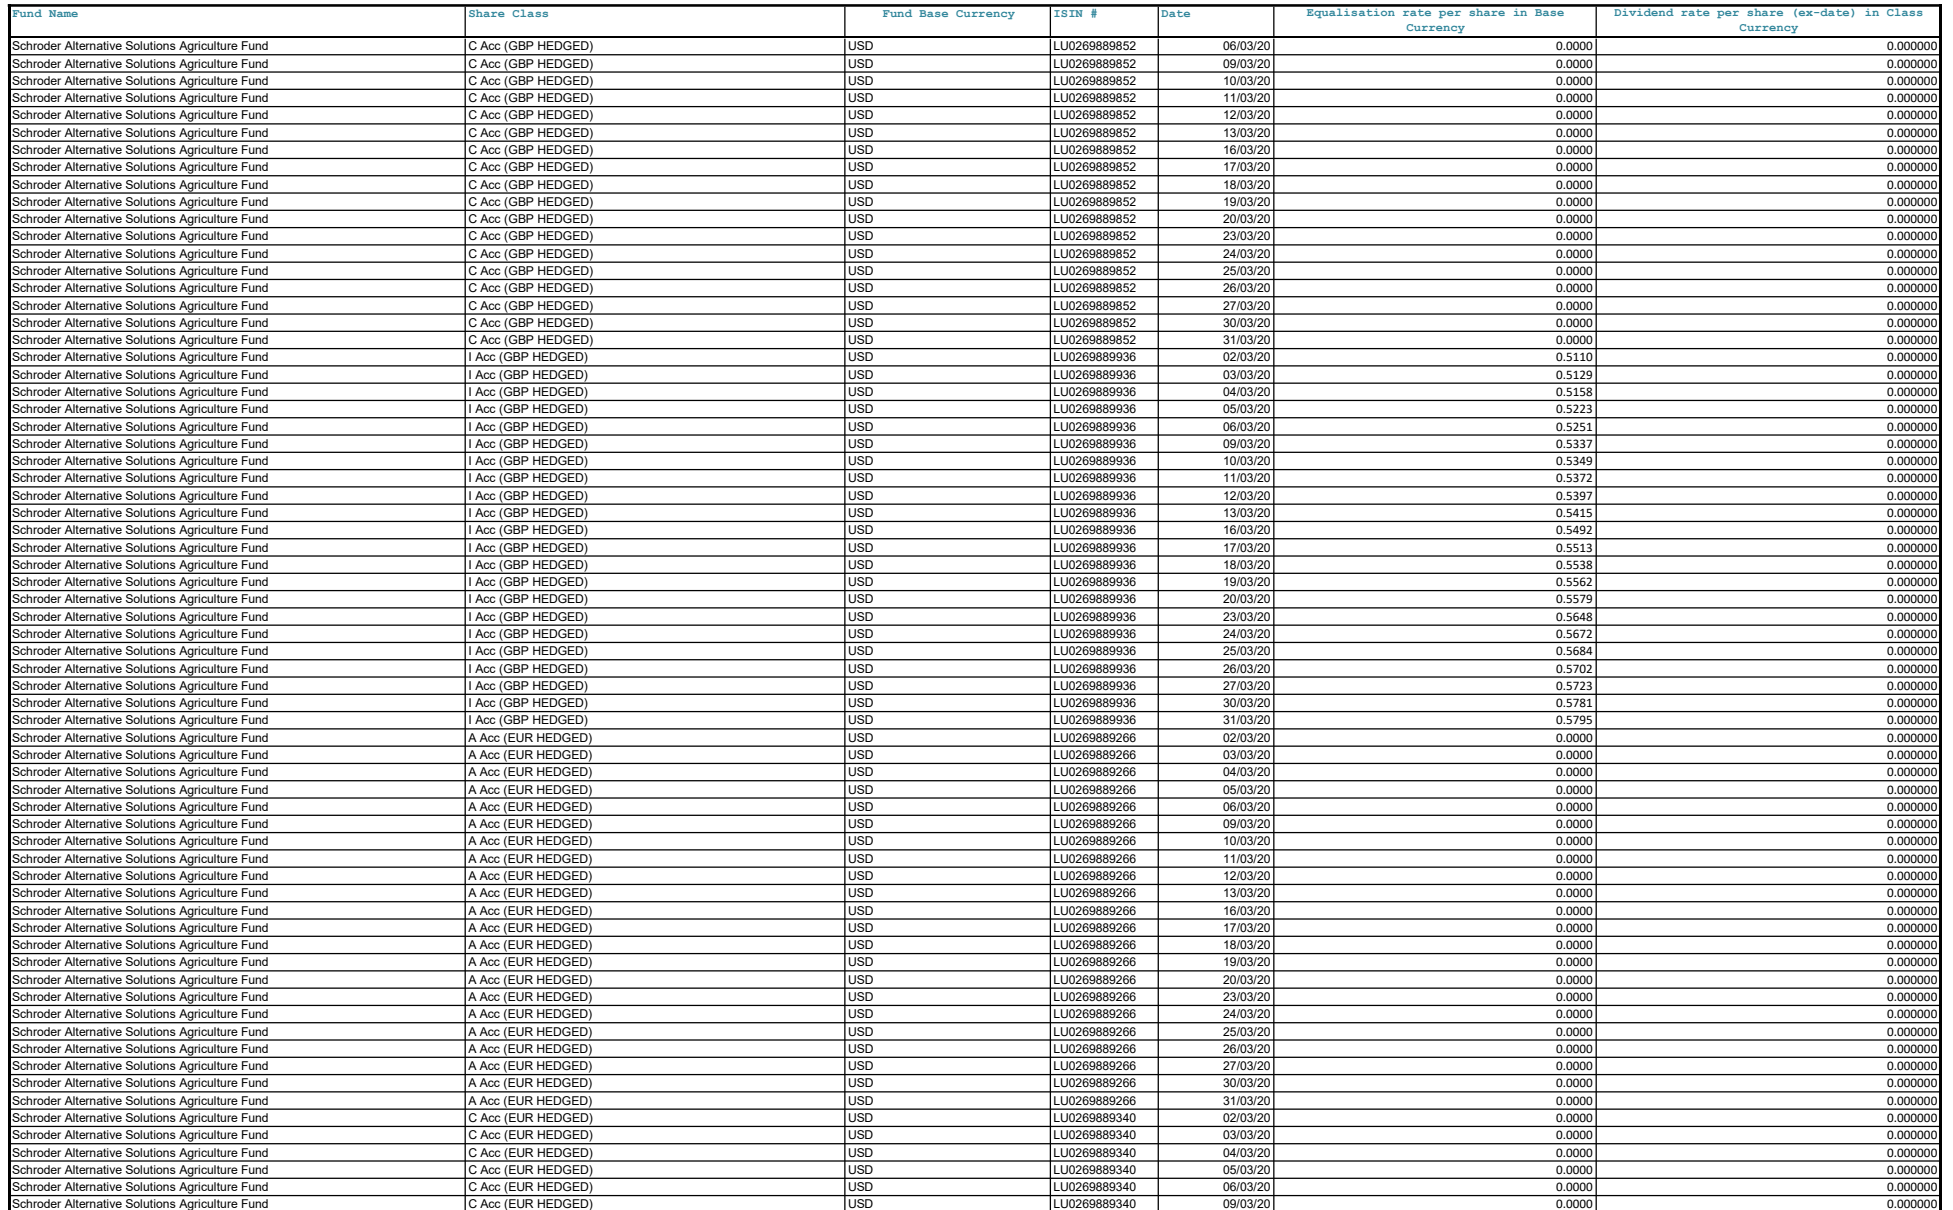 Fund Name Share Class Fund Base Currency ISIN # Date Equalisation rate per share in Base Currency Dividend rate per share (ex-date) in Class Currency
Schroder Alternative Solutions Agriculture Fund C Acc (GBP HEDGED) USD LU0269889852 06/03/20 0.0000 0.000000
Schroder Alternative Solutions Agriculture Fund C Acc (GBP HEDGED) USD LU0269889852 09/03/20 0.0000 0.000000
Schroder Alternative Solutions Agriculture Fund C Acc (GBP HEDGED) USD LU0269889852 10/03/20 0.0000 0.000000
Schroder Alternative Solutions Agriculture Fund C Acc (GBP HEDGED) USD LU0269889852 11/03/20 0.0000 0.000000
Schroder Alternative Solutions Agriculture Fund C Acc (GBP HEDGED) USD LU0269889852 12/03/20 0.0000 0.000000
Schroder Alternative Solutions Agriculture Fund C Acc (GBP HEDGED) USD LU0269889852 13/03/20 0.0000 0.000000
Schroder Alternative Solutions Agriculture Fund C Acc (GBP HEDGED) USD LU0269889852 16/03/20 0.0000 0.000000
Schroder Alternative Solutions Agriculture Fund C Acc (GBP HEDGED) USD LU0269889852 17/03/20 0.0000 0.000000
Schroder Alternative Solutions Agriculture Fund C Acc (GBP HEDGED) USD LU0269889852 18/03/20 0.0000 0.000000
Schroder Alternative Solutions Agriculture Fund C Acc (GBP HEDGED) USD LU0269889852 19/03/20 0.0000 0.000000
Schroder Alternative Solutions Agriculture Fund C Acc (GBP HEDGED) USD LU0269889852 20/03/20 0.0000 0.000000
Schroder Alternative Solutions Agriculture Fund C Acc (GBP HEDGED) USD LU0269889852 23/03/20 0.0000 0.000000
Schroder Alternative Solutions Agriculture Fund C Acc (GBP HEDGED) USD LU0269889852 24/03/20 0.0000 0.000000
Schroder Alternative Solutions Agriculture Fund C Acc (GBP HEDGED) USD LU0269889852 25/03/20 0.0000 0.000000
Schroder Alternative Solutions Agriculture Fund C Acc (GBP HEDGED) USD LU0269889852 26/03/20 0.0000 0.000000
Schroder Alternative Solutions Agriculture Fund C Acc (GBP HEDGED) USD LU0269889852 27/03/20 0.0000 0.000000
Schroder Alternative Solutions Agriculture Fund C Acc (GBP HEDGED) USD LU0269889852 30/03/20 0.0000 0.000000
Schroder Alternative Solutions Agriculture Fund C Acc (GBP HEDGED) USD LU0269889852 31/03/20 0.0000 0.000000
Schroder Alternative Solutions Agriculture Fund I Acc (GBP HEDGED) USD LU0269889936 02/03/20 0.5110 0.000000
Schroder Alternative Solutions Agriculture Fund I Acc (GBP HEDGED) USD LU0269889936 03/03/20 0.5129 0.000000
Schroder Alternative Solutions Agriculture Fund I Acc (GBP HEDGED) USD LU0269889936 04/03/20 0.5158 0.000000
Schroder Alternative Solutions Agriculture Fund I Acc (GBP HEDGED) USD LU0269889936 05/03/20 0.5223 0.000000
Schroder Alternative Solutions Agriculture Fund I Acc (GBP HEDGED) USD LU0269889936 06/03/20 0.5251 0.000000
Schroder Alternative Solutions Agriculture Fund I Acc (GBP HEDGED) USD LU0269889936 09/03/20 0.5337 0.000000
Schroder Alternative Solutions Agriculture Fund I Acc (GBP HEDGED) USD LU0269889936 10/03/20 0.5349 0.000000
Schroder Alternative Solutions Agriculture Fund I Acc (GBP HEDGED) USD LU0269889936 11/03/20 0.5372 0.000000
Schroder Alternative Solutions Agriculture Fund I Acc (GBP HEDGED) USD LU0269889936 12/03/20 0.5397 0.000000
Schroder Alternative Solutions Agriculture Fund I Acc (GBP HEDGED) USD LU0269889936 13/03/20 0.5415 0.000000
Schroder Alternative Solutions Agriculture Fund I Acc (GBP HEDGED) USD LU0269889936 16/03/20 0.5492 0.000000
Schroder Alternative Solutions Agriculture Fund I Acc (GBP HEDGED) USD LU0269889936 17/03/20 0.5513 0.000000
Schroder Alternative Solutions Agriculture Fund I Acc (GBP HEDGED) USD LU0269889936 18/03/20 0.5538 0.000000
Schroder Alternative Solutions Agriculture Fund I Acc (GBP HEDGED) USD LU0269889936 19/03/20 0.5562 0.000000
Schroder Alternative Solutions Agriculture Fund I Acc (GBP HEDGED) USD LU0269889936 20/03/20 0.5579 0.000000
Schroder Alternative Solutions Agriculture Fund I Acc (GBP HEDGED) USD LU0269889936 23/03/20 0.5648 0.000000
Schroder Alternative Solutions Agriculture Fund I Acc (GBP HEDGED) USD LU0269889936 24/03/20 0.5672 0.000000
Schroder Alternative Solutions Agriculture Fund I Acc (GBP HEDGED) USD LU0269889936 25/03/20 0.5684 0.000000
Schroder Alternative Solutions Agriculture Fund I Acc (GBP HEDGED) USD LU0269889936 26/03/20 0.5702 0.000000
Schroder Alternative Solutions Agriculture Fund I Acc (GBP HEDGED) USD LU0269889936 27/03/20 0.5723 0.000000
Schroder Alternative Solutions Agriculture Fund I Acc (GBP HEDGED) USD LU0269889936 30/03/20 0.5781 0.000000
Schroder Alternative Solutions Agriculture Fund I Acc (GBP HEDGED) USD LU0269889936 31/03/20 0.5795 0.000000
Schroder Alternative Solutions Agriculture Fund A Acc (EUR HEDGED) USD LU0269889266 02/03/20 0.0000 0.000000
Schroder Alternative Solutions Agriculture Fund A Acc (EUR HEDGED) USD LU0269889266 03/03/20 0.0000 0.000000
Schroder Alternative Solutions Agriculture Fund A Acc (EUR HEDGED) USD LU0269889266 04/03/20 0.0000 0.000000
Schroder Alternative Solutions Agriculture Fund A Acc (EUR HEDGED) USD LU0269889266 05/03/20 0.0000 0.000000
Schroder Alternative Solutions Agriculture Fund A Acc (EUR HEDGED) USD LU0269889266 06/03/20 0.0000 0.000000
Schroder Alternative Solutions Agriculture Fund A Acc (EUR HEDGED) USD LU0269889266 09/03/20 0.0000 0.000000
Schroder Alternative Solutions Agriculture Fund A Acc (EUR HEDGED) USD LU0269889266 10/03/20 0.0000 0.000000
Schroder Alternative Solutions Agriculture Fund A Acc (EUR HEDGED) USD LU0269889266 11/03/20 0.0000 0.000000
Schroder Alternative Solutions Agriculture Fund A Acc (EUR HEDGED) USD LU0269889266 12/03/20 0.0000 0.000000
Schroder Alternative Solutions Agriculture Fund A Acc (EUR HEDGED) USD LU0269889266 13/03/20 0.0000 0.000000
Schroder Alternative Solutions Agriculture Fund A Acc (EUR HEDGED) USD LU0269889266 16/03/20 0.0000 0.000000
Schroder Alternative Solutions Agriculture Fund A Acc (EUR HEDGED) USD LU0269889266 17/03/20 0.0000 0.000000
Schroder Alternative Solutions Agriculture Fund A Acc (EUR HEDGED) USD LU0269889266 18/03/20 0.0000 0.000000
Schroder Alternative Solutions Agriculture Fund A Acc (EUR HEDGED) USD LU0269889266 19/03/20 0.0000 0.000000
Schroder Alternative Solutions Agriculture Fund A Acc (EUR HEDGED) USD LU0269889266 20/03/20 0.0000 0.000000
Schroder Alternative Solutions Agriculture Fund A Acc (EUR HEDGED) USD LU0269889266 23/03/20 0.0000 0.000000
Schroder Alternative Solutions Agriculture Fund A Acc (EUR HEDGED) USD LU0269889266 24/03/20 0.0000 0.000000
Schroder Alternative Solutions Agriculture Fund A Acc (EUR HEDGED) USD LU0269889266 25/03/20 0.0000 0.000000
Schroder Alternative Solutions Agriculture Fund A Acc (EUR HEDGED) USD LU0269889266 26/03/20 0.0000 0.000000
Schroder Alternative Solutions Agriculture Fund A Acc (EUR HEDGED) USD LU0269889266 27/03/20 0.0000 0.000000
Schroder Alternative Solutions Agriculture Fund A Acc (EUR HEDGED) USD LU0269889266 30/03/20 0.0000 0.000000
Schroder Alternative Solutions Agriculture Fund A Acc (EUR HEDGED) USD LU0269889266 31/03/20 0.0000 0.000000
Schroder Alternative Solutions Agriculture Fund C Acc (EUR HEDGED) USD LU0269889340 02/03/20 0.0000 0.000000
Schroder Alternative Solutions Agriculture Fund C Acc (EUR HEDGED) USD LU0269889340 03/03/20 0.0000 0.000000
Schroder Alternative Solutions Agriculture Fund C Acc (EUR HEDGED) USD LU0269889340 04/03/20 0.0000 0.000000
Schroder Alternative Solutions Agriculture Fund C Acc (EUR HEDGED) USD LU0269889340 05/03/20 0.0000 0.000000
Schroder Alternative Solutions Agriculture Fund C Acc (EUR HEDGED) USD LU0269889340 06/03/20 0.0000 0.000000
Schroder Alternative Solutions Agriculture Fund C Acc (EUR HEDGED) USD LU0269889340 09/03/20 0.0000 0.000000